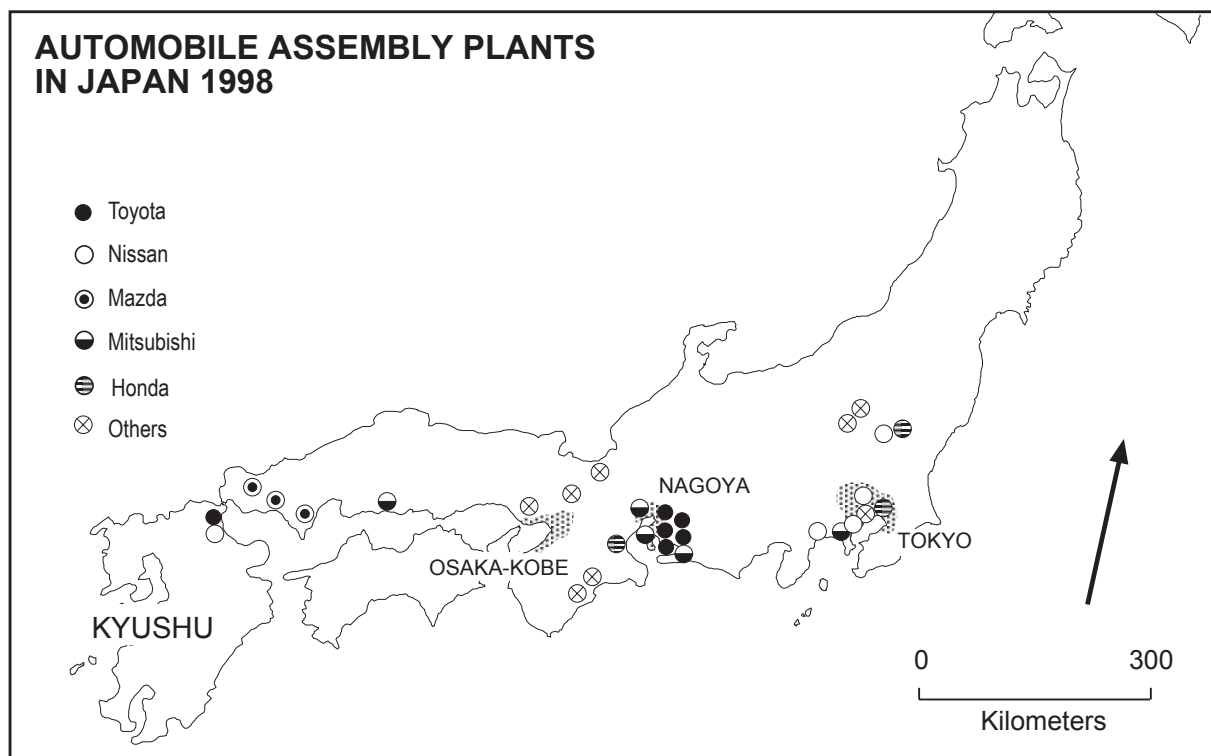 AUTOMOBILE ASSEMBLY PLANTS
IN JAPAN 1998
Toyota
Nissan
Mazda
Mitsubishi
Honda
Others
NAGOYA
TOKYO
OSAKA-KOBE
KYUSHU
0 300
Kilometers